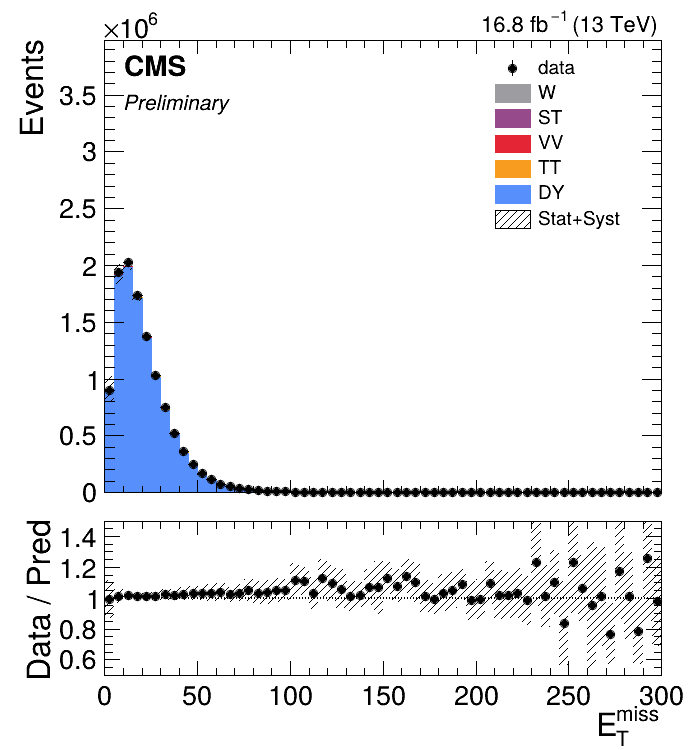 ×10⁶
16.8 fb⁻¹ (13 TeV)
CMS
Preliminary
Events
data
W
ST
VV
TT
DY
Stat+Syst
3.5
3
2.5
2
1.5
1
0.5
0
Data / Pred
1.4
1.2
1
0.8
0.6
0 50 100 150 200 250 300
E_T^miss